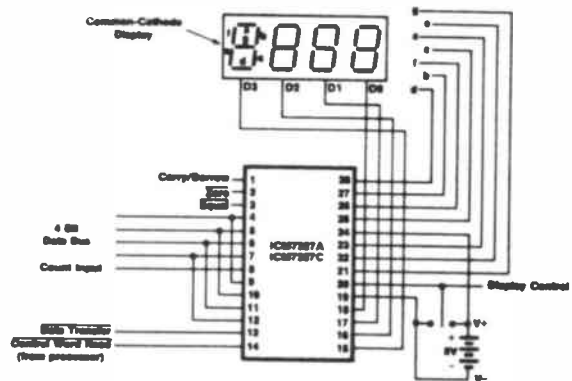 Common-Cathode
Display
D3
D2
D1
D0
g
e
a
c
f
b
d
Carry/Borrow
Zero
Equal
4 Bit
Data Bus
Count Input
Data Transfer
Control Word Read
(from processor)
1
2
3
4
5
6
7
8
9
10
11
12
13
14
28
27
26
25
24
23
22
21
20
19
18
17
16
15
Display Control
V+
+
5V
-
V-